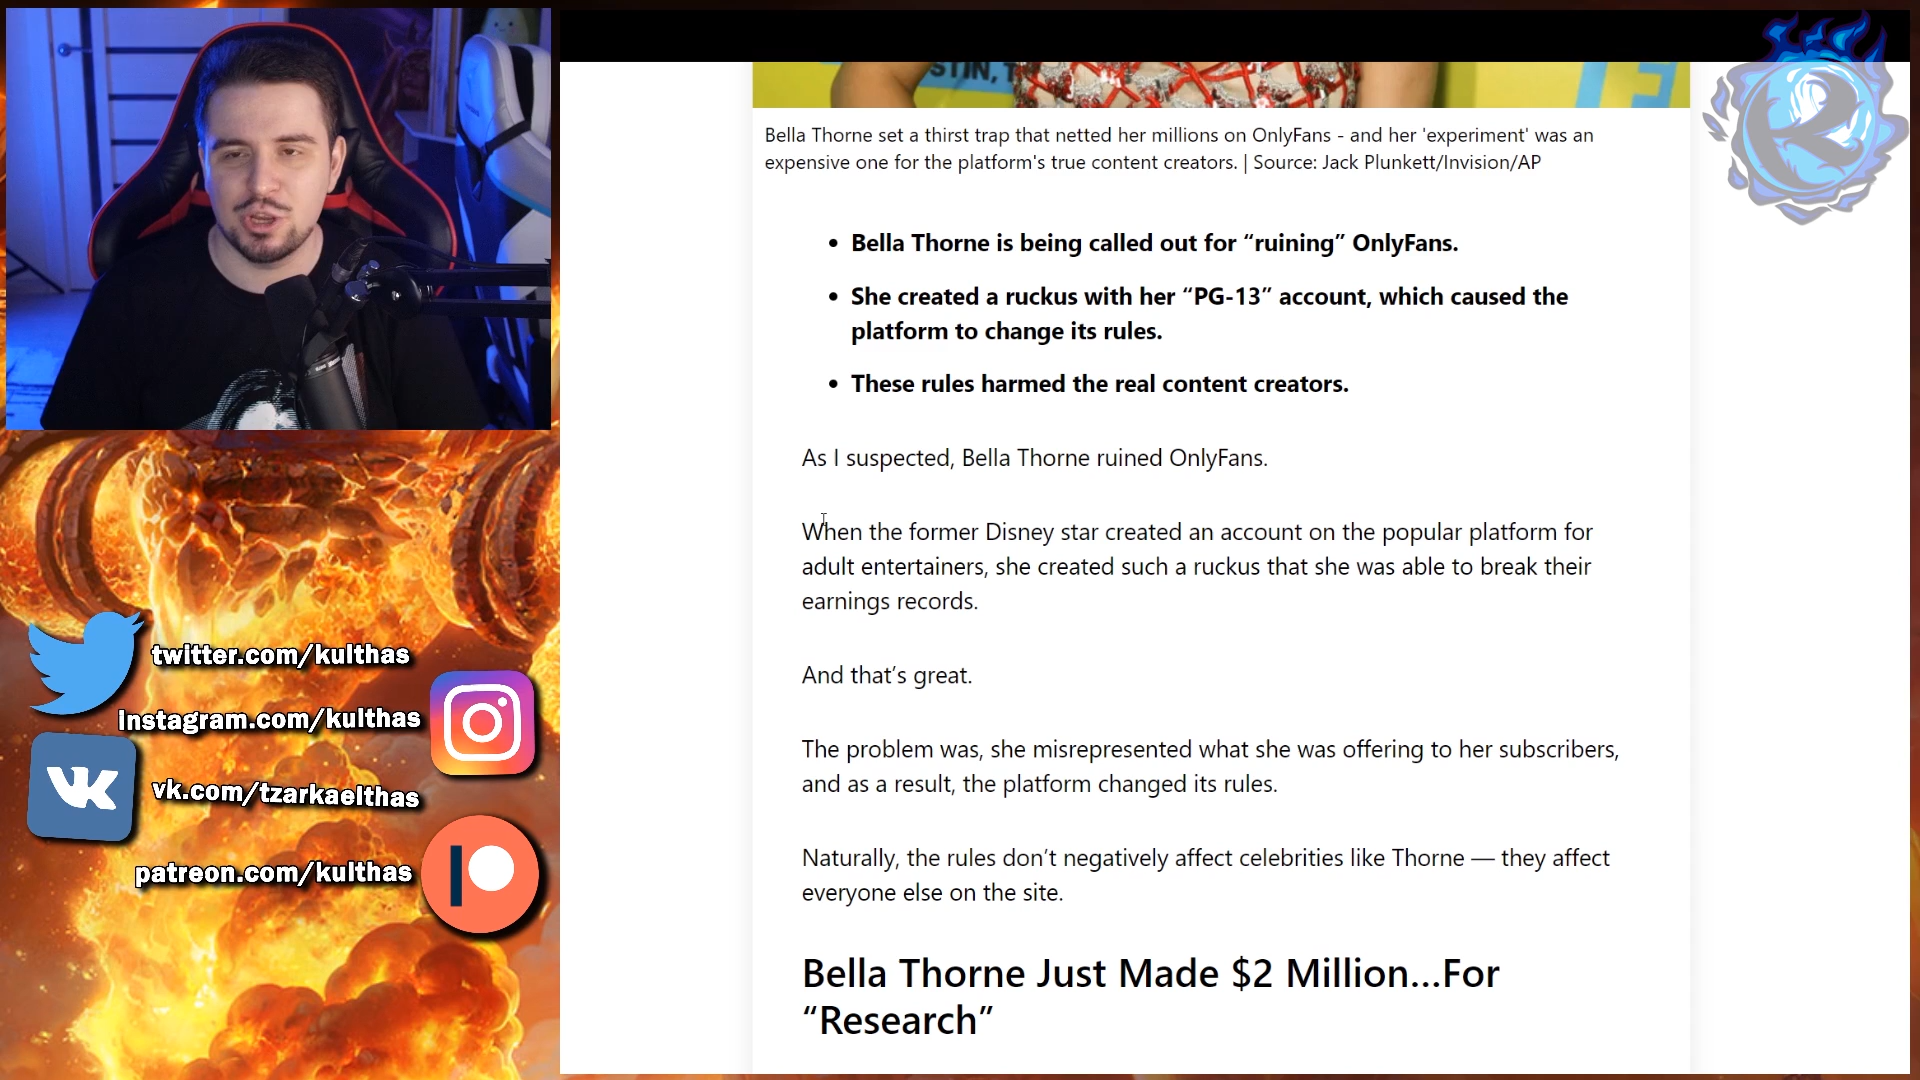 STIN, T
Bella Thorne set a thirst trap that netted her millions on OnlyFans - and her 'experiment' was an
expensive one for the platform's true content creators. | Source: Jack Plunkett/Invision/AP
• Bella Thorne is being called out for “ruining” OnlyFans.
• She created a ruckus with her “PG-13” account, which caused the
platform to change its rules.
• These rules harmed the real content creators.
As I suspected, Bella Thorne ruined OnlyFans.
When the former Disney star created an account on the popular platform for
adult entertainers, she created such a ruckus that she was able to break their
earnings records.
And that’s great.
The problem was, she misrepresented what she was offering to her subscribers,
and as a result, the platform changed its rules.
Naturally, the rules don’t negatively affect celebrities like Thorne — they affect
everyone else on the site.
Bella Thorne Just Made $2 Million...For
“Research”
twitter.com/kulthas
instagram.com/kulthas
vk.com/tzarkaelthas
patreon.com/kulthas